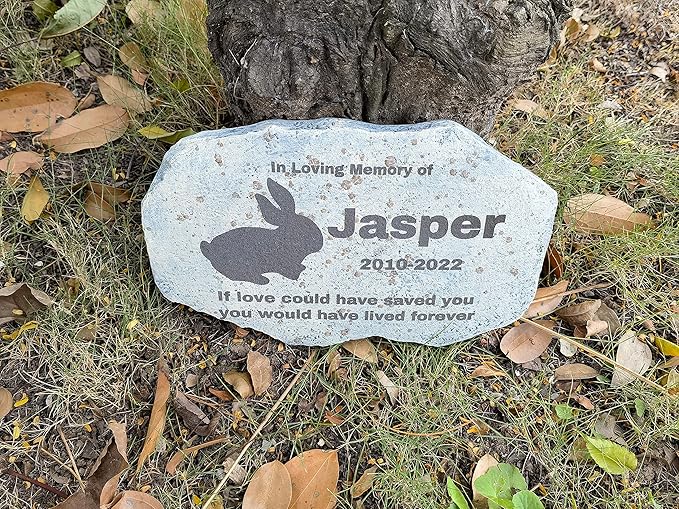 In Loving Memory of
Jasper
2010-2022
If love could have saved you
you would have lived forever